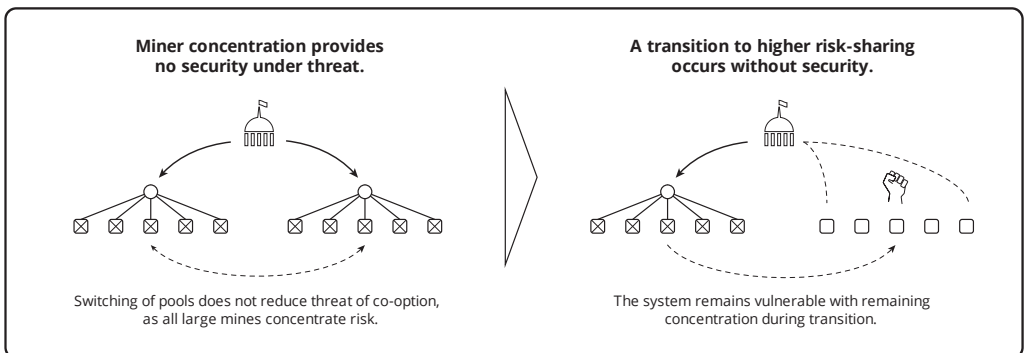 Miner concentration provides
no security under threat.
Switching of pools does not reduce threat of co-option,
as all large mines concentrate risk.
A transition to higher risk-sharing
occurs without security.
The system remains vulnerable with remaining
concentration during transition.